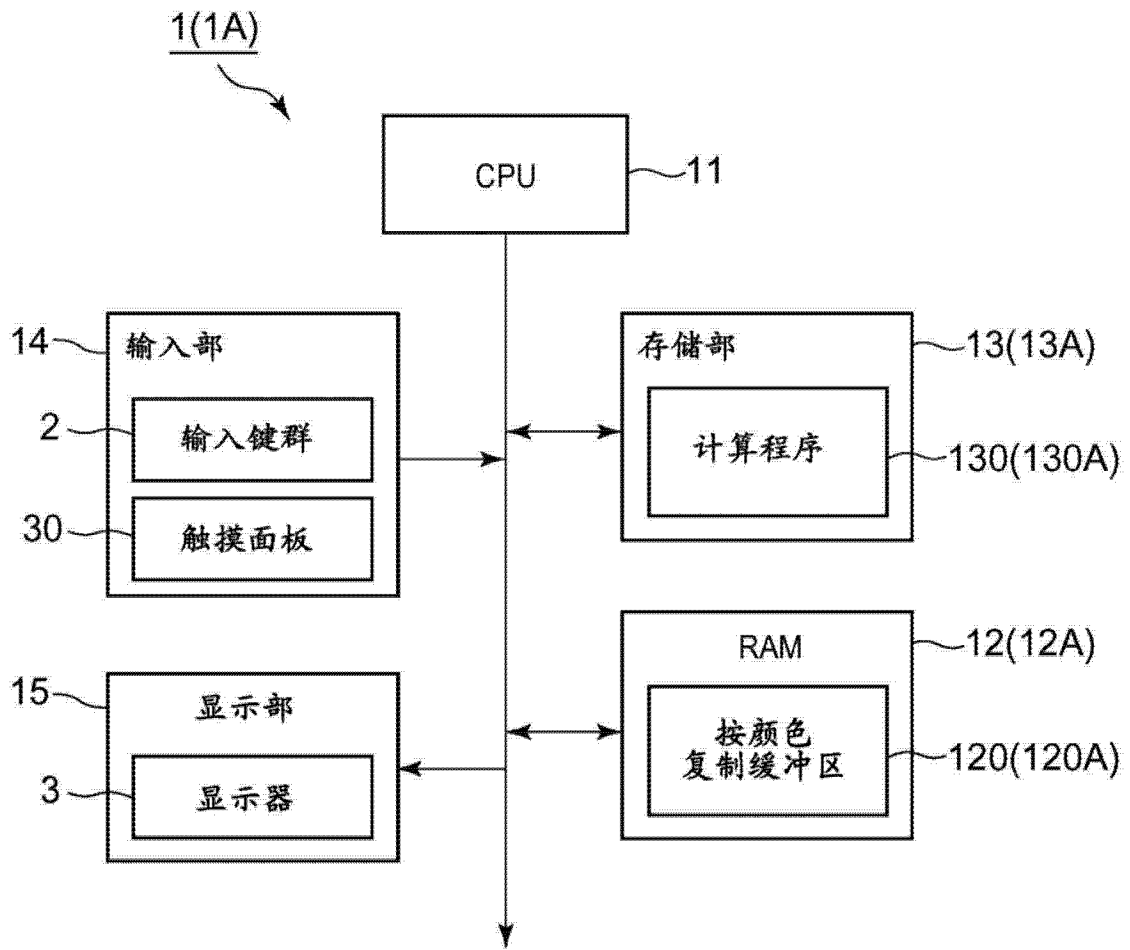 1(1A)
CPU
11
14
输入部
2
输入键群
30
触摸面板
存储部
13(13A)
计算程序
130(130A)
15
显示部
3
显示器
RAM
12(12A)
按颜色
复制缓冲区
120(120A)